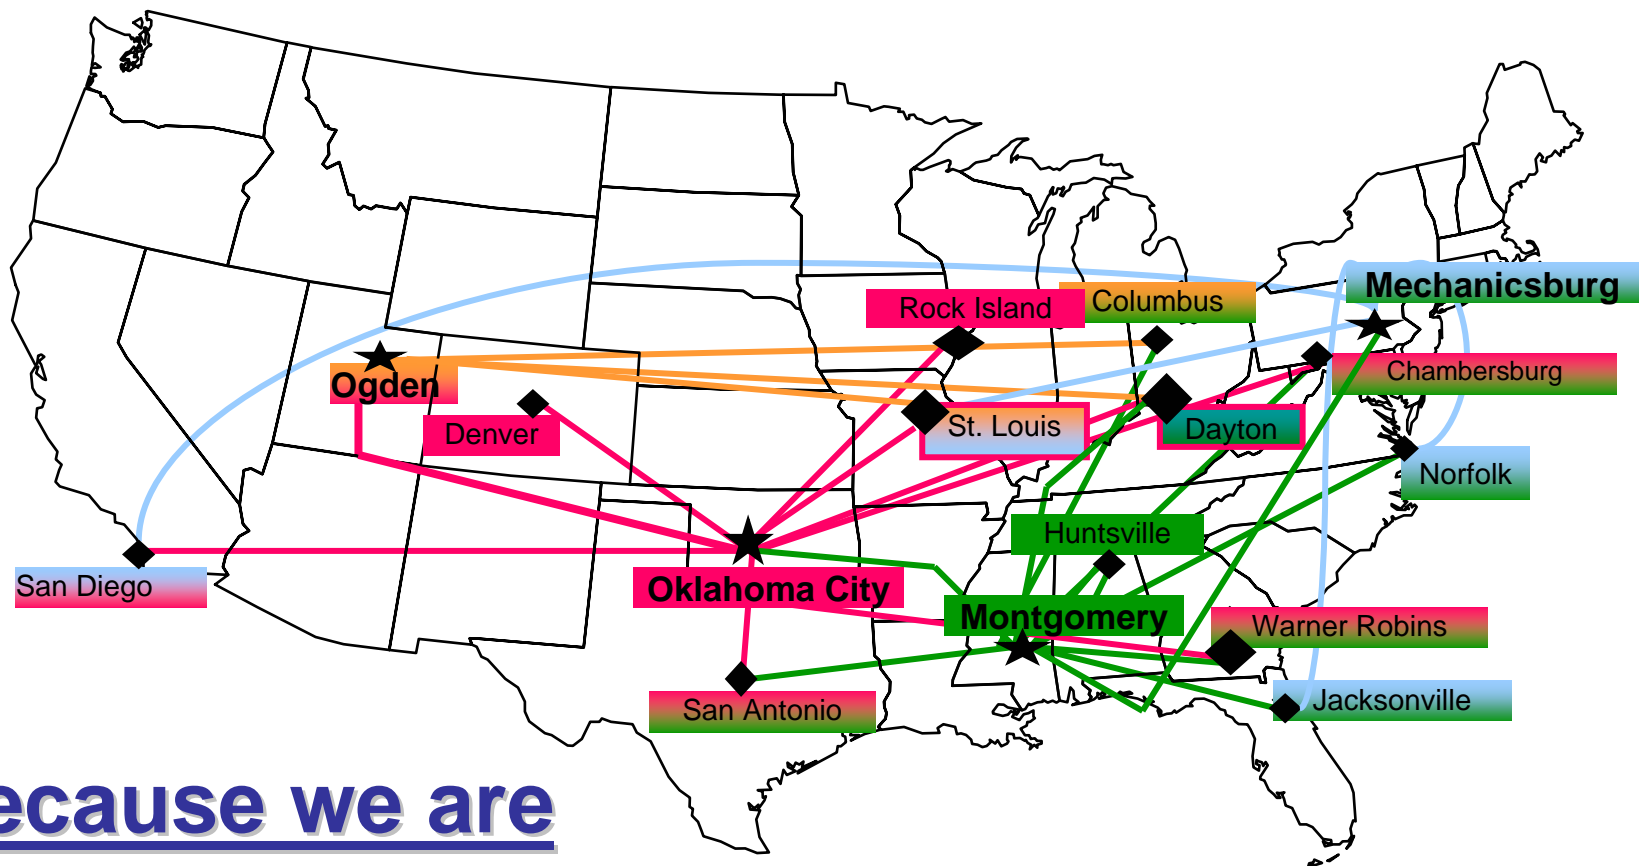 Mechanicsburg
Rock Island
Columbus
Chambersburg
Ogden
Denver
St. Louis
Dayton
Norfolk
Huntsville
San Diego
Oklahoma City
Montgomery
Warner Robins
San Antonio
Jacksonville
ecause we are